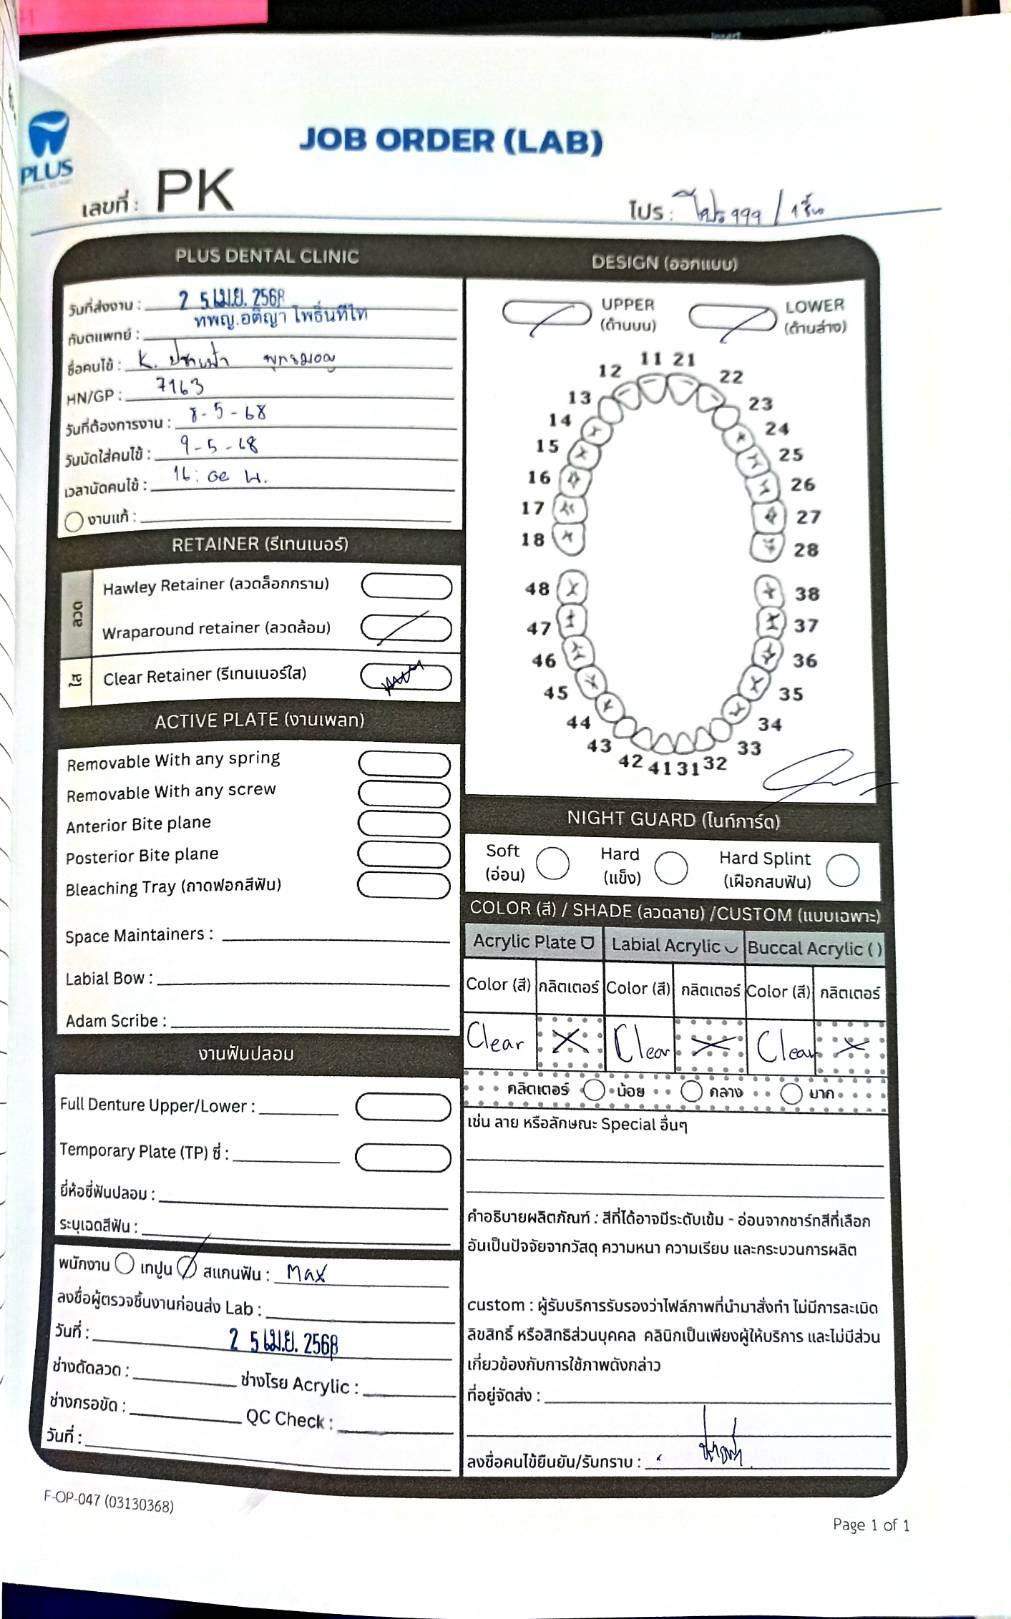 JOB ORDER (LAB)
PLUS
เลขที่ : PK
โปร : โปร 999 / 1ชิ้น
PLUS DENTAL CLINIC
วันที่ส่งงาน : 2 5 เม.ย. 2568
ทันตแพทย์ : ทพญ.อติญา โพธิ์นทีไท
ชื่อคนไข้ : K.
HN/GP : 7163
วันที่ต้องการงาน : 8-5-68
วันนัดใส่คนไข้ : 9-5-68
เวลานัดคนไข้ : 16:00 น.
งานแก้ :
RETAINER (รีเทนเนอร์)
ลวด
Hawley Retainer (ลวดล็อกกราม)
Wraparound retainer (ลวดล้อม)
ใส
Clear Retainer (รีเทนเนอร์ใส)
ACTIVE PLATE (งานเพลท)
Removable With any spring
Removable With any screw
Anterior Bite plane
Posterior Bite plane
Bleaching Tray (ถาดฟอกสีฟัน)
Space Maintainers :
Labial Bow :
Adam Scribe :
งานฟันปลอม
Full Denture Upper/Lower :
Temporary Plate (TP) ซี่ :
ยี่ห้อซี่ฟันปลอม :
ระบุเฉดสีฟัน :
พนักงาน เทปูน สแกนฟัน : Max
ลงชื่อผู้ตรวจชิ้นงานก่อนส่ง Lab :
วันที่ : 2 5 เม.ย. 2568
ช่างดัดลวด : ช่างโรย Acrylic :
ช่างกรอขัด : QC Check :
วันที่ :
DESIGN (ออกแบบ)
UPPER (ด้านบน)
LOWER (ด้านล่าง)
11 21
12 22
13 23
14 24
15 25
16 26
17 27
18 28
48 38
47 37
46 36
45 35
44 34
43 33
42 41 31 32
NIGHT GUARD (ไนท์การ์ด)
Soft (อ่อน)
Hard (แข็ง)
Hard Splint (เฝือกสบฟัน)
COLOR (สี) / SHADE (ลวดลาย) /CUSTOM (แบบเฉพาะ)
Acrylic Plate Labial Acrylic Buccal Acrylic ( )
Color (สี) กลิตเตอร์ Color (สี) กลิตเตอร์ Color (สี) กลิตเตอร์
Clear X Clear X Clear X
กลิตเตอร์ น้อย กลาง มาก
เช่น ลาย หรือลักษณะ Special อื่นๆ
คำอธิบายผลิตภัณฑ์ : สีที่ได้อาจมีระดับเข้ม - อ่อนจากชาร์ทสีที่เลือก
อันเป็นปัจจัยจากวัสดุ ความหนา ความเรียบ และกระบวนการผลิต
custom : ผู้รับบริการรับรองว่าไฟล์ภาพที่นำมาสั่งทำ ไม่มีการละเมิด
ลิขสิทธิ์ หรือสิทธิส่วนบุคคล คลินิกเป็นเพียงผู้ให้บริการ และไม่มีส่วน
เกี่ยวข้องกับการใช้ภาพดังกล่าว
ที่อยู่จัดส่ง :
ลงชื่อคนไข้ยืนยัน/รับทราบ :
F-OP-047 (03130368)
Page 1 of 1